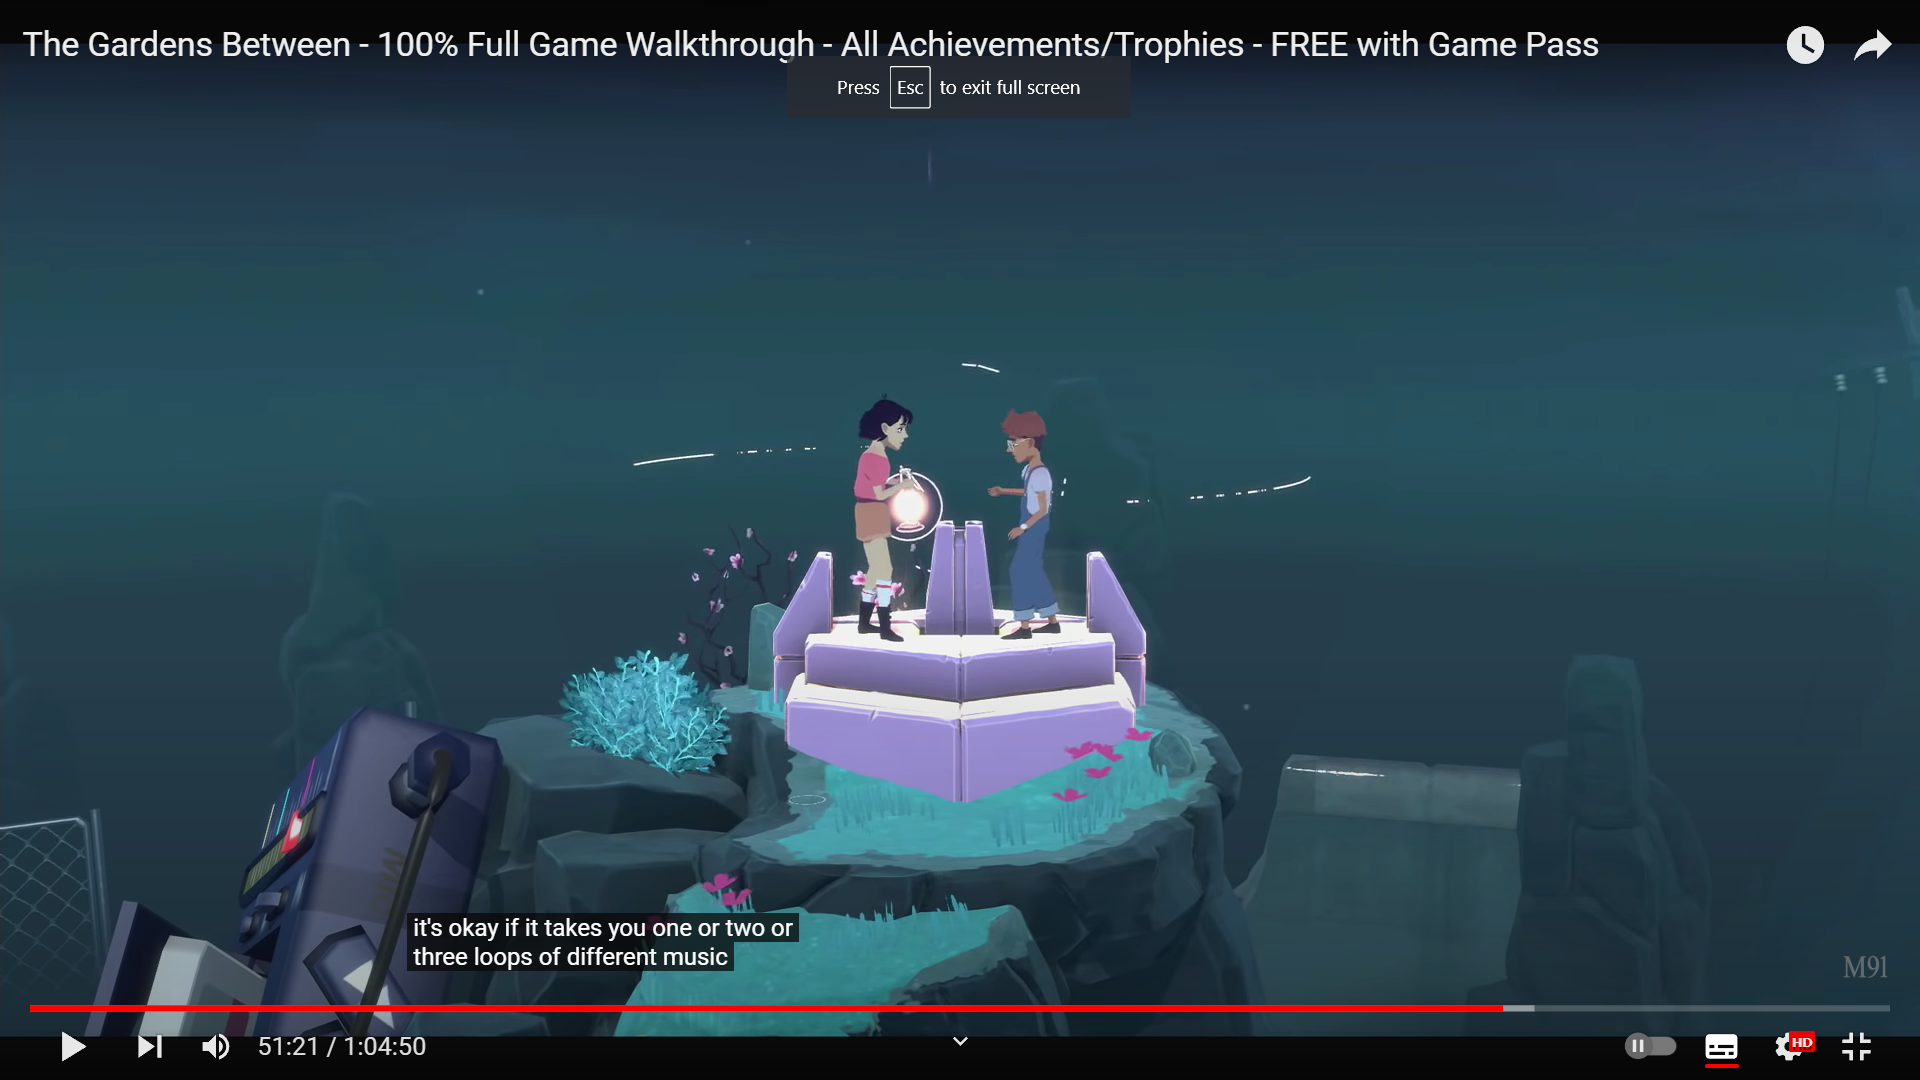 The Gardens Between - 100% Full Game Walkthrough - All Achievements/Trophies - FREE with Game Pass
Press Esc to exit full screen
it's okay if it takes you one or two or
three loops of different music
M91
51:21 / 1:04:50
HD